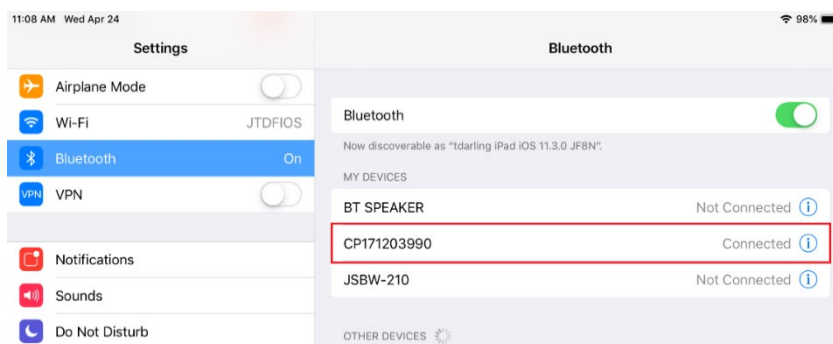 11:08 AM Wed Apr 24
98%
Settings
Airplane Mode
Wi-Fi JTDFIOS
Bluetooth On
VPN VPN
Notifications
Sounds
Do Not Disturb
Bluetooth
Bluetooth
Now discoverable as "tdarling iPad iOS 11.3.0 JF8N".
MY DEVICES
BT SPEAKER Not Connected i
CP171203990 Connected i
JSBW-210 Not Connected i
OTHER DEVICES